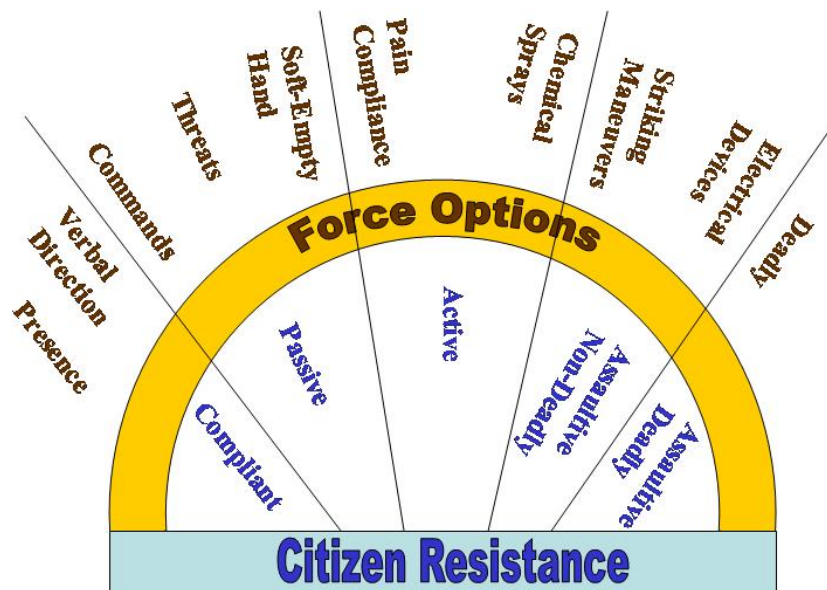 Presence
Verbal
Direction
Commands
Threats
Soft-Empty
Hand
Pain
Compliance
Chemical
Sprays
Striking
Maneuvers
Electrical
Devices
Deadly
Force Options
Compliant
Passive
Active
Assaultive
Non-Deadly
Assaultive
Deadly
Citizen Resistance